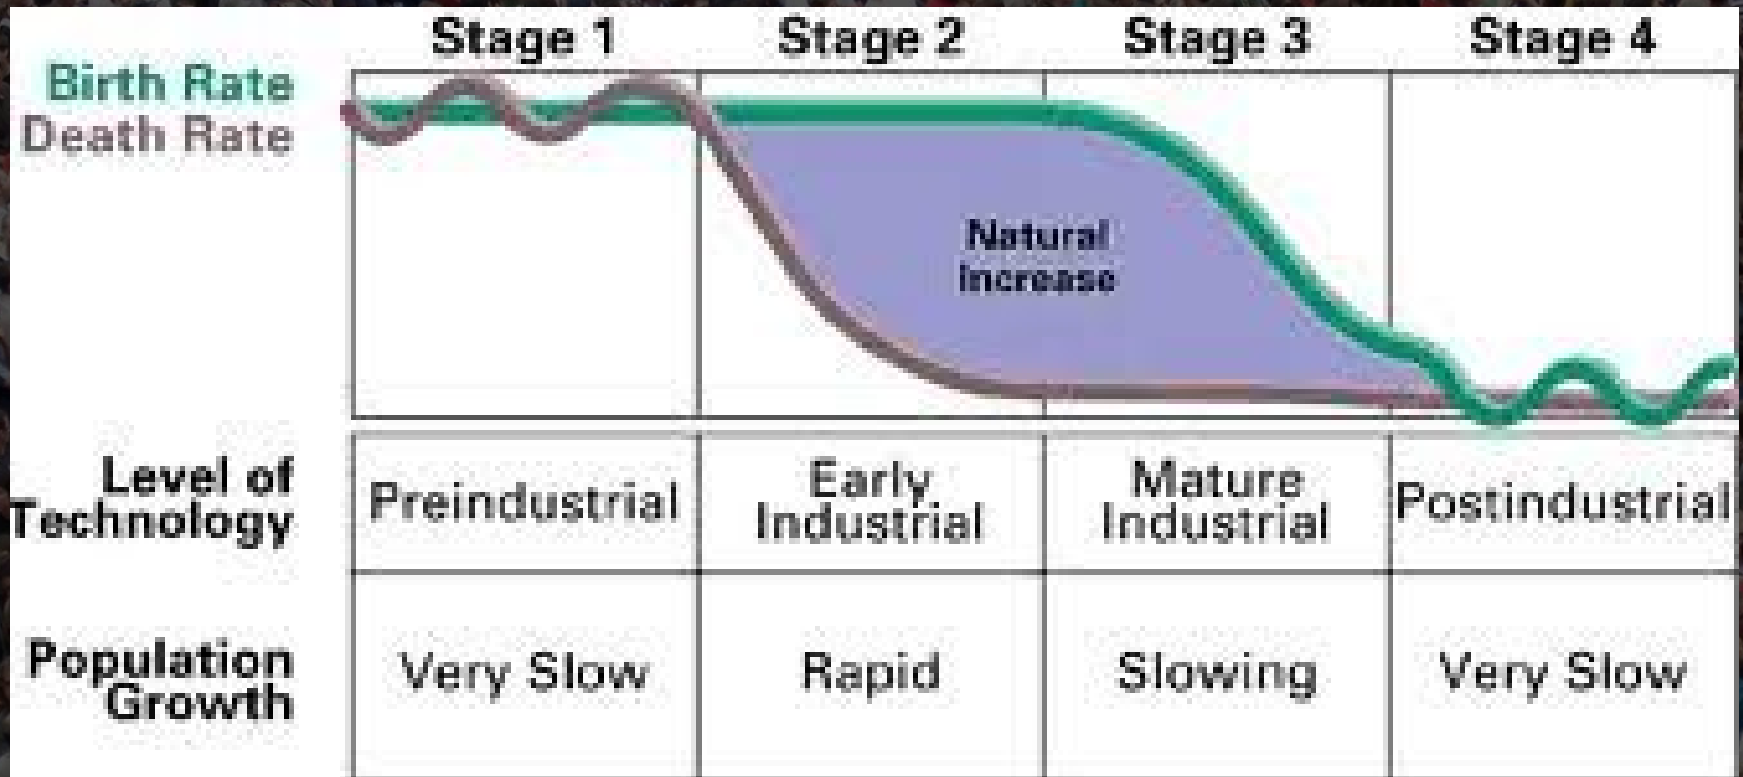 Stage 1 Stage 2 Stage 3 Stage 4
Birth Rate
Death Rate
Natural
Increase
Level of
Technology
Preindustrial
Early
Industrial
Mature
Industrial
Postindustrial
Population
Growth
Very Slow
Rapid
Slowing
Very Slow